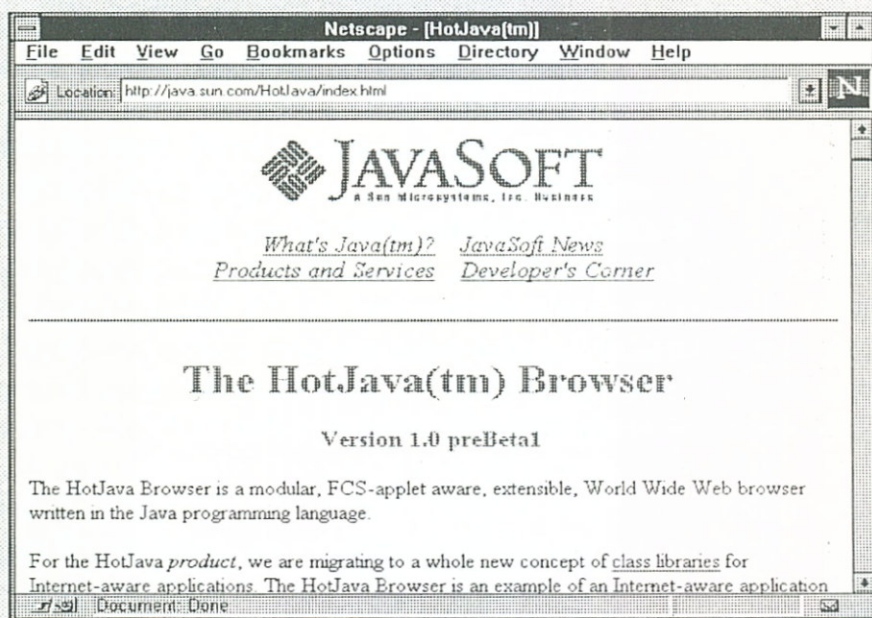 Netscape - [HotJava(tm)]
File Edit View Go Bookmarks Options Directory Window Help
Location: http://java.sun.com/HotJava/index.html
N
JAVASOFT
A Sun Microsystems, Inc. Business
What's Java(tm)? JavaSoft News
Products and Services Developer's Corner
The HotJava(tm) Browser
Version 1.0 preBeta1
The HotJava Browser is a modular, FCS-applet aware, extensible, World Wide Web browser
written in the Java programming language.
For the HotJava product, we are migrating to a whole new concept of class libraries for
Internet-aware applications. The HotJava Browser is an example of an Internet-aware application
Document: Done